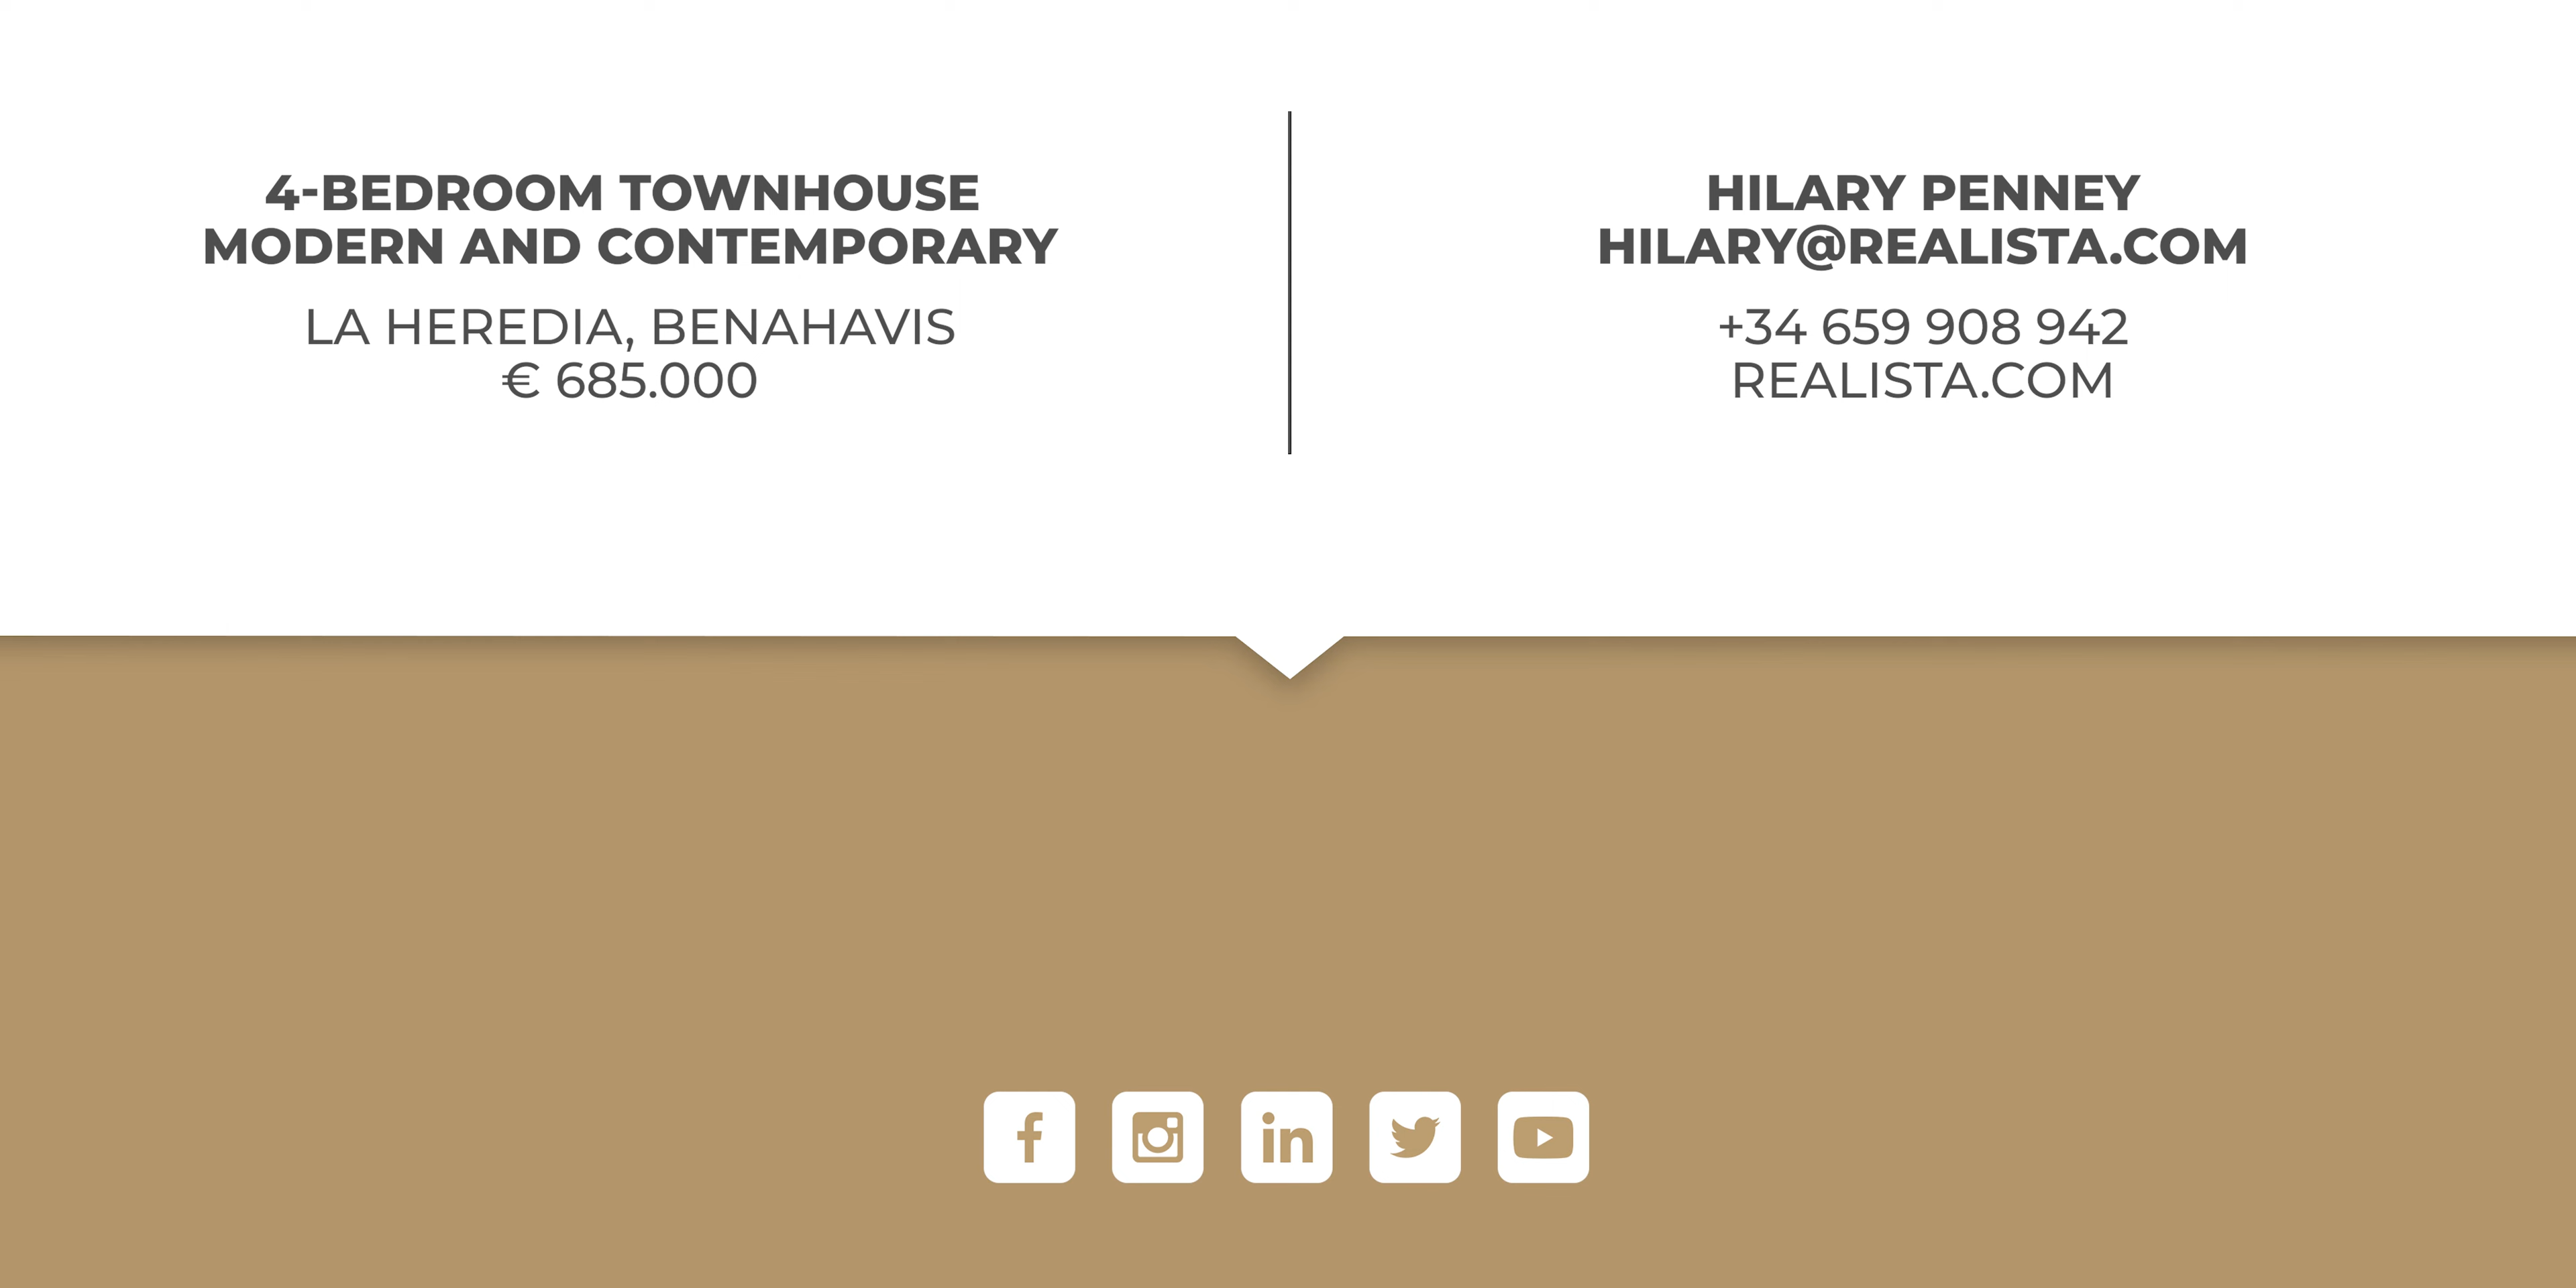 4-BEDROOM TOWNHOUSE
MODERN AND CONTEMPORARY
LA HEREDIA, BENAHAVIS
€ 685.000
HILARY PENNEY
HILARY@REALISTA.COM
+34 659 908 942
REALISTA.COM